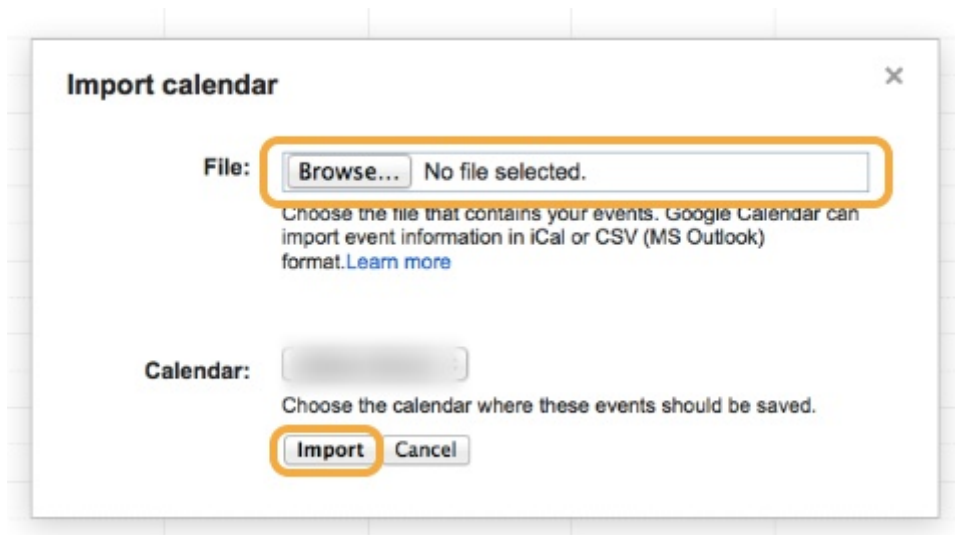 Import calendar
×
File: Browse... No file selected.
Choose the file that contains your events. Google Calendar can
import event information in iCal or CSV (MS Outlook)
format.Learn more
Calendar:
Choose the calendar where these events should be saved.
Import Cancel